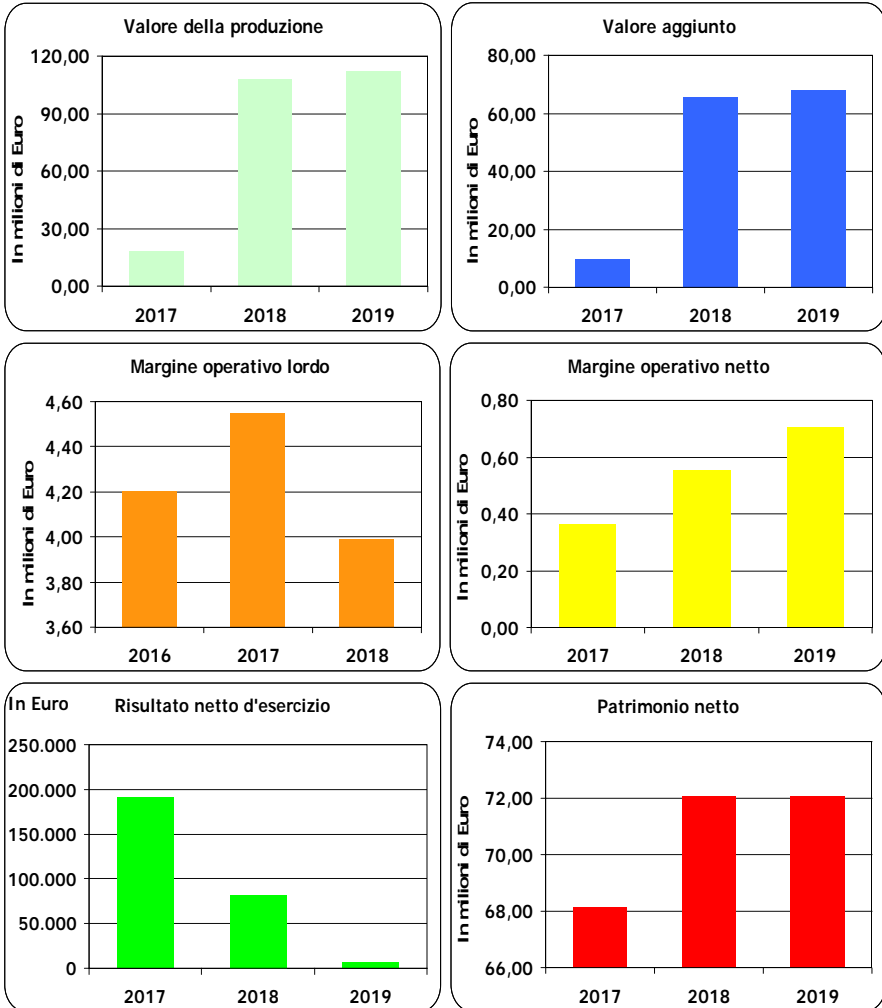 Valore della produzione
In milioni di Euro
120,00
90,00
60,00
30,00
0,00
2017 2018 2019
Valore aggiunto
In milioni di Euro
80,00
60,00
40,00
20,00
0,00
2017 2018 2019
Margine operativo lordo
In milioni di Euro
4,60
4,40
4,20
4,00
3,80
3,60
2016 2017 2018
Margine operativo netto
In milioni di Euro
0,80
0,60
0,40
0,20
0,00
2017 2018 2019
In Euro
Risultato netto d'esercizio
250.000
200.000
150.000
100.000
50.000
0
2017 2018 2019
Patrimonio netto
In milioni di Euro
74,00
72,00
70,00
68,00
66,00
2017 2018 2019